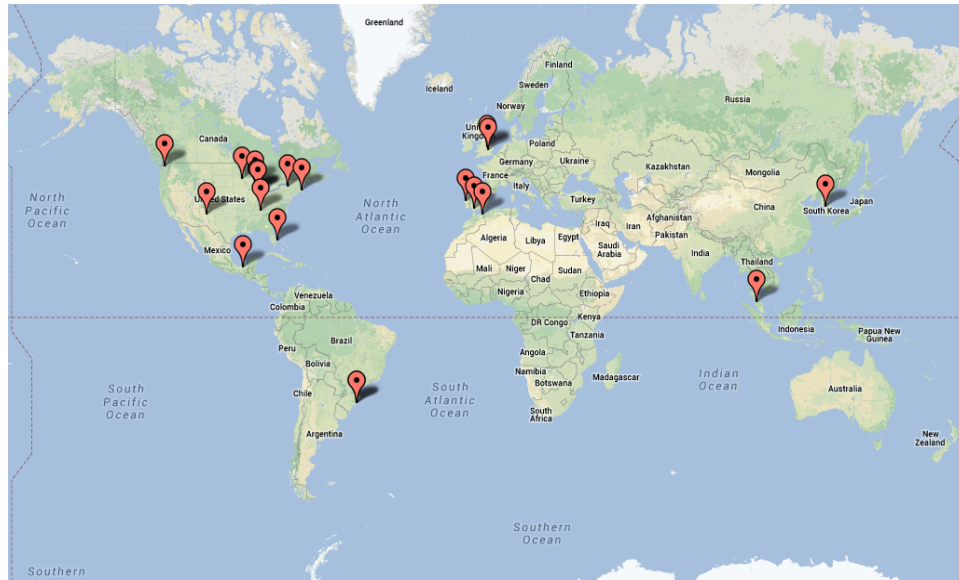 Greenland
Iceland
Finland
Sweden
Norway
Russia
Canada
Poland
Germany
Ukraine
France
Kazakhstan
Mongolia
Italy
North
Pacific
Ocean
North
Atlantic
Ocean
Turkey
China
South Korea
Japan
Iraq
Iran
Afghanistan
Pakistan
Mexico
Algeria
Libya
Egypt
Saudi
Arabia
India
Thailand
Mali
Niger
Chad
Sudan
Nigeria
Ethiopia
Venezuela
Colombia
DR Congo
Kenya
Tanzania
Indonesia
Papua New
Guinea
Brazil
Peru
Bolivia
Angola
Namibia
Botswana
Madagascar
Indian
Ocean
South
Pacific
Ocean
South
Atlantic
Ocean
Chile
Australia
South
Africa
Argentina
New
Zealand
Southern
Ocean
Southern